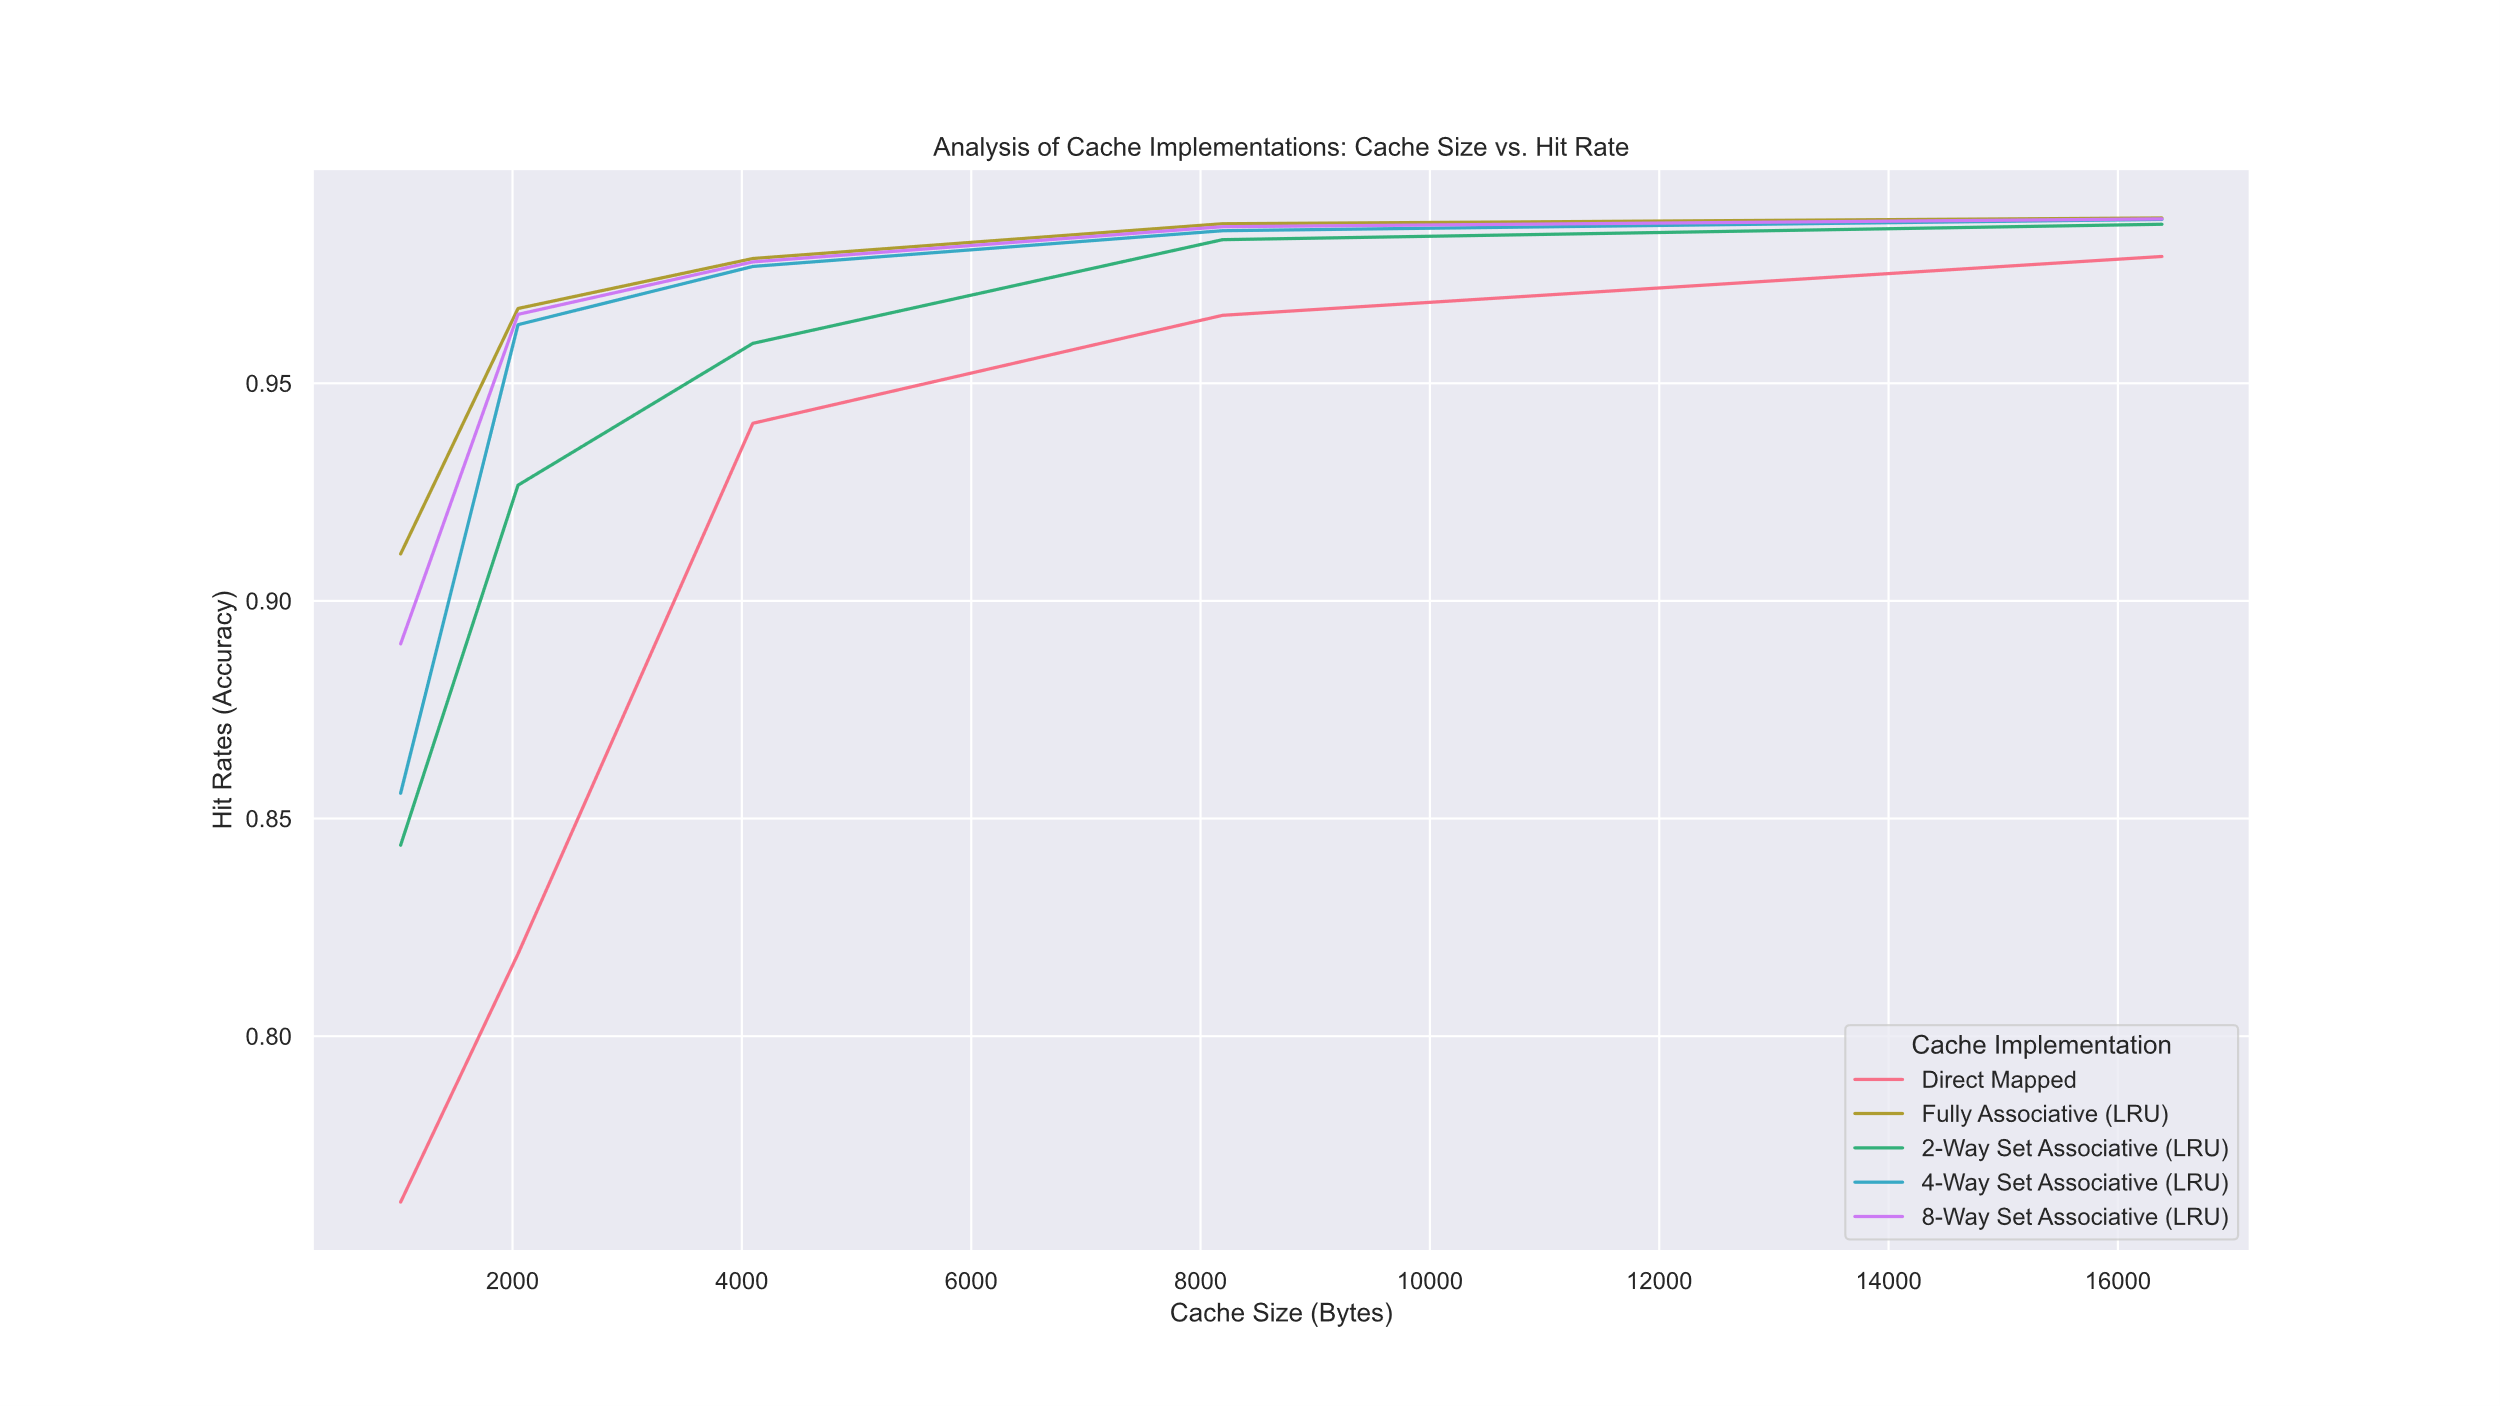 Analysis of Cache Implementations: Cache Size vs. Hit Rate
Hit Rates (Accuracy)
0.95
0.90
0.85
0.80
2000 4000 6000 8000 10000 12000 14000 16000
Cache Size (Bytes)
Cache Implementation
Direct Mapped
Fully Associative (LRU)
2-Way Set Associative (LRU)
4-Way Set Associative (LRU)
8-Way Set Associative (LRU)